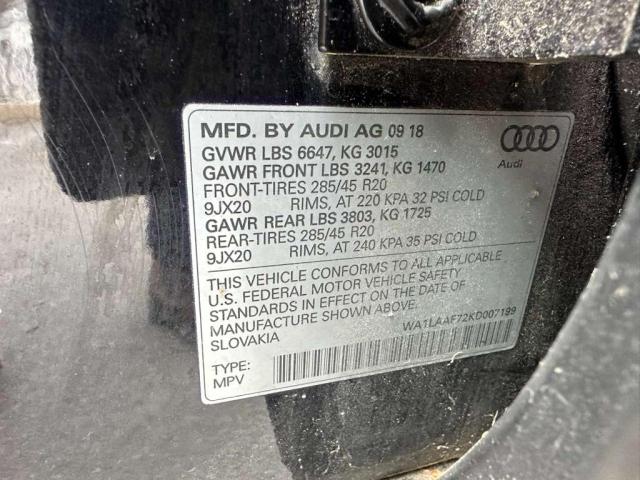 MFD. BY AUDI AG 09 18
GVWR LBS 6647, KG 3015
GAWR FRONT LBS 3241, KG 1470
FRONT-TIRES 285/45 R20
9JX20 RIMS, AT 220 KPA 32 PSI COLD
GAWR REAR LBS 3803, KG 1725
REAR-TIRES 285/45 R20
9JX20 RIMS, AT 240 KPA 35 PSI COLD
Audi
THIS VEHICLE CONFORMS TO ALL APPLICABLE
U.S. FEDERAL MOTOR VEHICLE SAFETY
STANDARDS IN EFFECT ON THE DATE OF
MANUFACTURE SHOWN ABOVE.
SLOVAKIA
WA1LAAF72KD007199
TYPE:
MPV